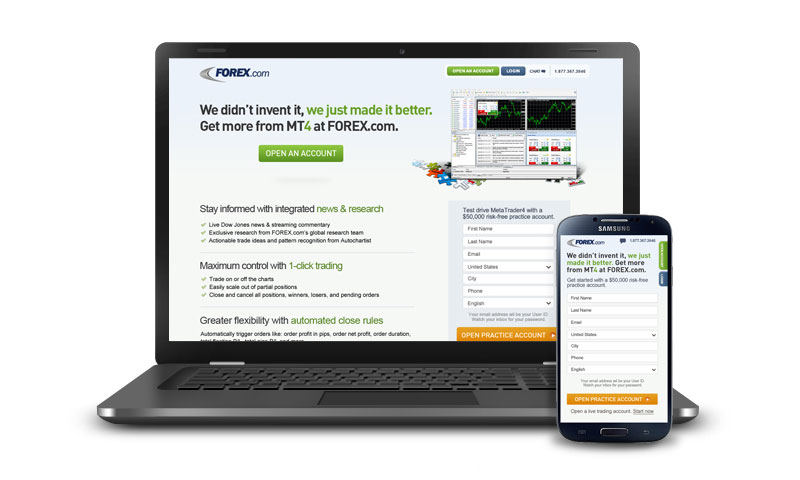 FOREX.com
OPEN AN ACCOUNT
LOGIN
CHAT
1.877.367.3946
We didn't invent it, we just made it better.
Get more from MT4 at FOREX.com.
OPEN AN ACCOUNT
Stay informed with integrated news & research
Live Dow Jones news & streaming commentary
Exclusive research from FOREX.com's global research team
Actionable trade ideas and pattern recognition from Autochartist
Maximum control with 1-click trading
Trade on or off the charts
Easily scale out of partial positions
Close and cancel all positions, winners, losers, and pending orders
Greater flexibility with automated close rules
Automatically trigger orders like: order profit in pips, order net profit, order duration,
Test drive MetaTrader4 with a
$50,000 risk-free practice account.
First Name
Last Name
Email
United States
City
Phone
English
Your email address will be your User ID.
Watch your inbox for your password.
OPEN PRACTICE ACCOUNT
SAMSUNG
FOREX.com
1.877.367.3946
We didn't invent it, we just
made it better. Get more
from MT4 at FOREX.com.
Get started with a $50,000 risk-free
practice account.
First Name
Last Name
Email
United States
City
Phone
English
Your email address will be your User ID.
Watch your inbox for your password.
OPEN PRACTICE ACCOUNT
Open a live trading account. Start now
LOGIN